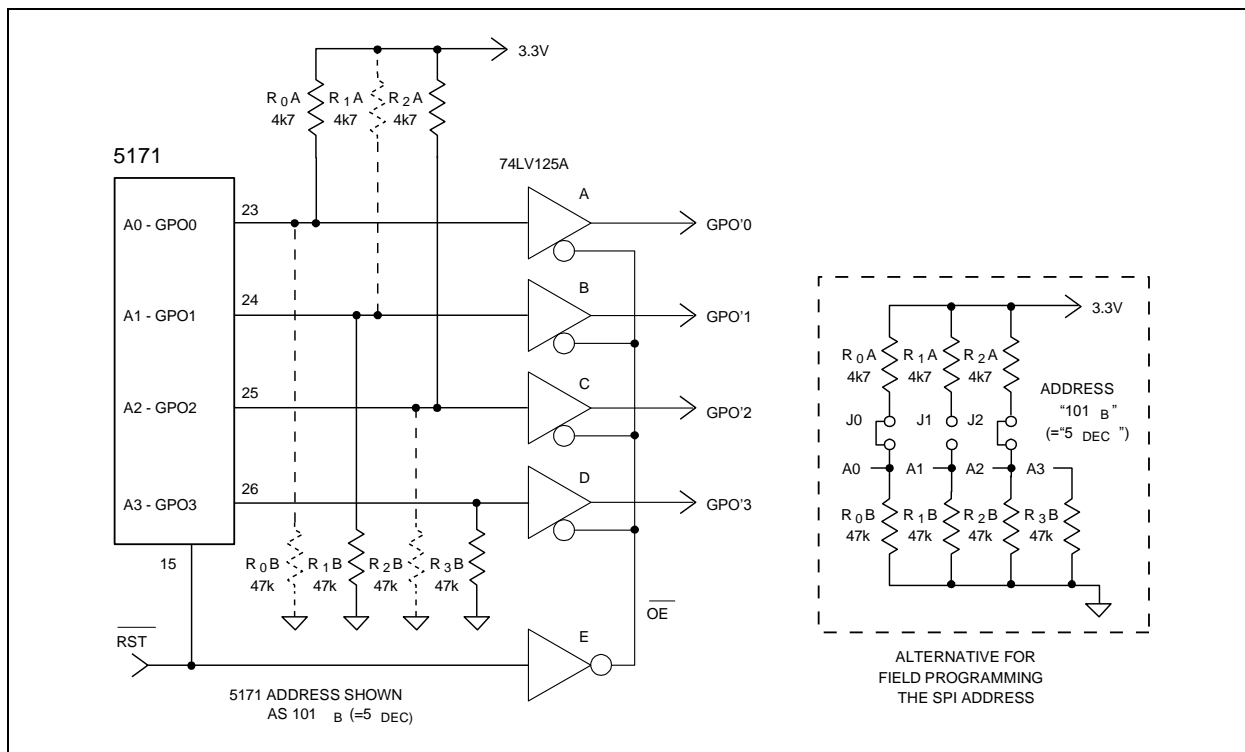 3.3V
R0A R1A R2A
4k7 4k7 4k7
5171
74LV125A
A0 - GPO0
23
A
GPO'0
A1 - GPO1
24
B
GPO'1
A2 - GPO2
25
C
GPO'2
A3 - GPO3
26
D
GPO'3
15
R0B R1B R2B R3B
47k 47k 47k 47k
OE
RST
E
5171 ADDRESS SHOWN
AS 101 B (=5 DEC)
3.3V
R0A R1A R2A
4k7 4k7 4k7
ADDRESS
“101 B”
(=“5 DEC”)
J0 J1 J2
A0 A1 A2 A3
R0B R1B R2B R3B
47k 47k 47k 47k
ALTERNATIVE FOR
FIELD PROGRAMMING
THE SPI ADDRESS